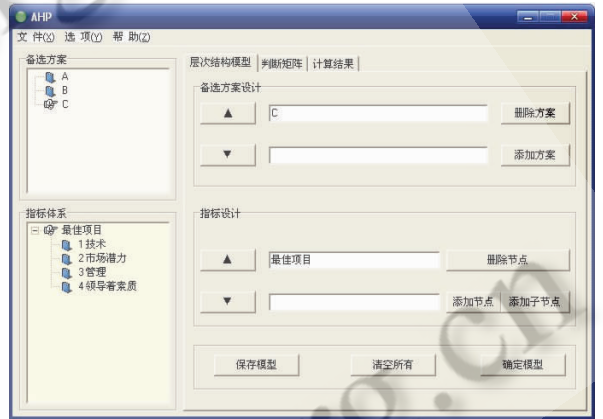 AHP
文 件(X) 选 项(Y) 帮 助(Z)
备选方案
A
B
C
指标体系
最佳项目
1技术
2市场潜力
3管理
4领导着素质
层次结构模型 判断矩阵 计算结果
备选方案设计
▲ C 删除方案
▼ 添加方案
指标设计
▲ 最佳项目 删除节点
▼ 添加节点 添加子节点
保存模型 清空所有 确定模型